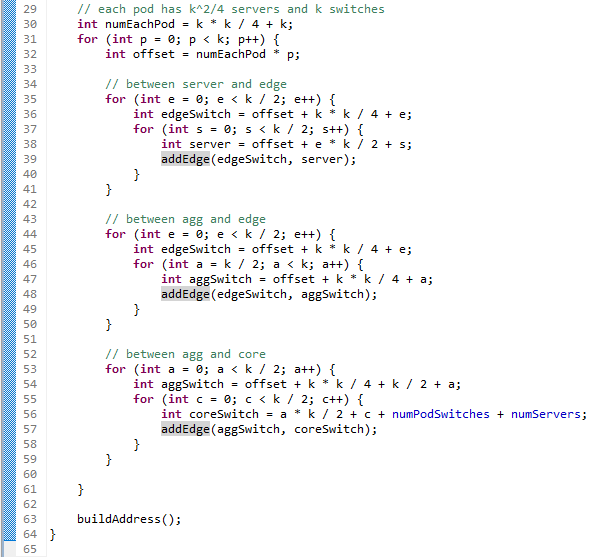 29 // each pod has k^2/4 servers and k switches
30 int numEachPod = k * k / 4 + k;
31 for (int p = 0; p < k; p++) {
32 int offset = numEachPod * p;
33
34 // between server and edge
35 for (int e = 0; e < k / 2; e++) {
36 int edgeSwitch = offset + k * k / 4 + e;
37 for (int s = 0; s < k / 2; s++) {
38 int server = offset + e * k / 2 + s;
39 addEdge(edgeSwitch, server);
40 }
41 }
42
43 // between agg and edge
44 for (int e = 0; e < k / 2; e++) {
45 int edgeSwitch = offset + k * k / 4 + e;
46 for (int a = k / 2; a < k; a++) {
47 int aggSwitch = offset + k * k / 4 + a;
48 addEdge(edgeSwitch, aggSwitch);
49 }
50 }
51
52 // between agg and core
53 for (int a = 0; a < k / 2; a++) {
54 int aggSwitch = offset + k * k / 4 + k / 2 + a;
55 for (int c = 0; c < k / 2; c++) {
56 int coreSwitch = a * k / 2 + c + numPodSwitches + numServers;
57 addEdge(aggSwitch, coreSwitch);
58 }
59 }
60
61 }
62
63 buildAddress();
64 }
65